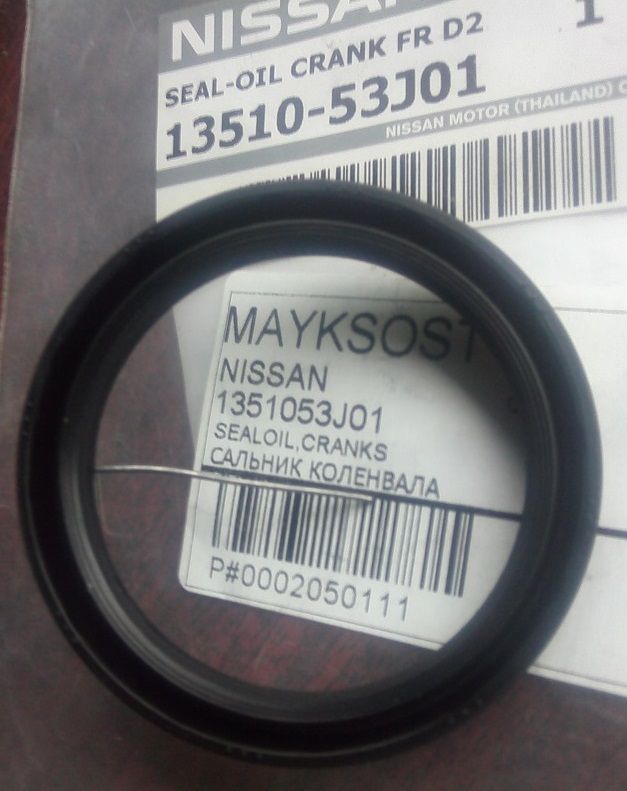 NISSAN
1
SEAL-OIL CRANK FR D2
13510-53J01
NISSAN MOTOR (THAILAND) C
MAYKSOST
NISSAN
1351053J01
SEALOIL,CRANKS
САЛЬНИК КОЛЕНВАЛА
P#0002050111